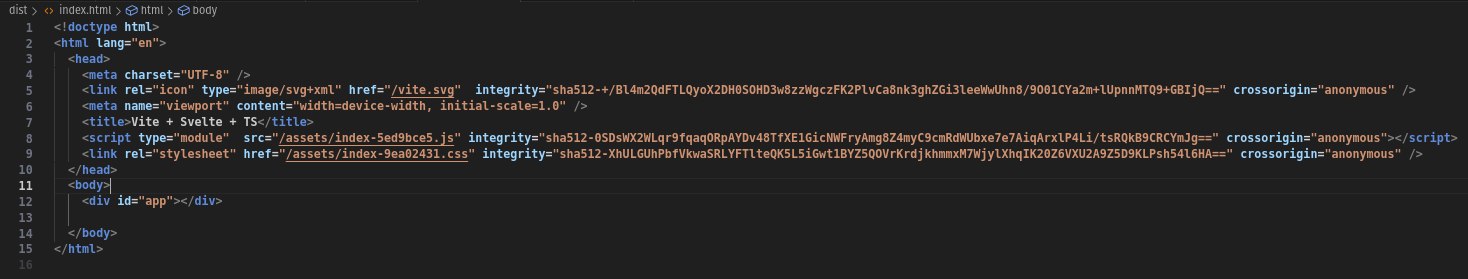 dist > index.html > html > body
1 <!doctype html>
2 <html lang="en">
3 <head>
4 <meta charset="UTF-8" />
5 <link rel="icon" type="image/svg+xml" href="/vite.svg"  integrity="sha512-+/Bl4m2QdFTLQyoX2DH0SOHD3w8zzWgczFK2PlvCa8nk3ghZGi3leeWwUhn8/9O01CYa2m+lUpnnMTQ9+GBIjQ==" crossorigin="anonymous" />
6 <meta name="viewport" content="width=device-width, initial-scale=1.0" />
7 <title>Vite + Svelte + TS</title>
8 <script type="module"  src="/assets/index-5ed9bce5.js" integrity="sha512-0SDsWX2WLqr9fqaqORpAYDv48TfXE1GicNWFryAmg8Z4myC9cmRdWUbxe7e7AiqArxlP4Li/tsRQkB9CRCYmJg==" crossorigin="anonymous"></script>
9 <link rel="stylesheet" href="/assets/index-9ea02431.css" integrity="sha512-XhULGUhPbfVkwaSRLYFTlteQK5L5iGwt1BYZ5QOVrKrdjkhmmxM7WjylXhqIK20Z6VXU2A9Z5D9KLPsh54l6HA==" crossorigin="anonymous" />
10 </head>
11 <body>
12 <div id="app"></div>
13
14 </body>
15 </html>
16